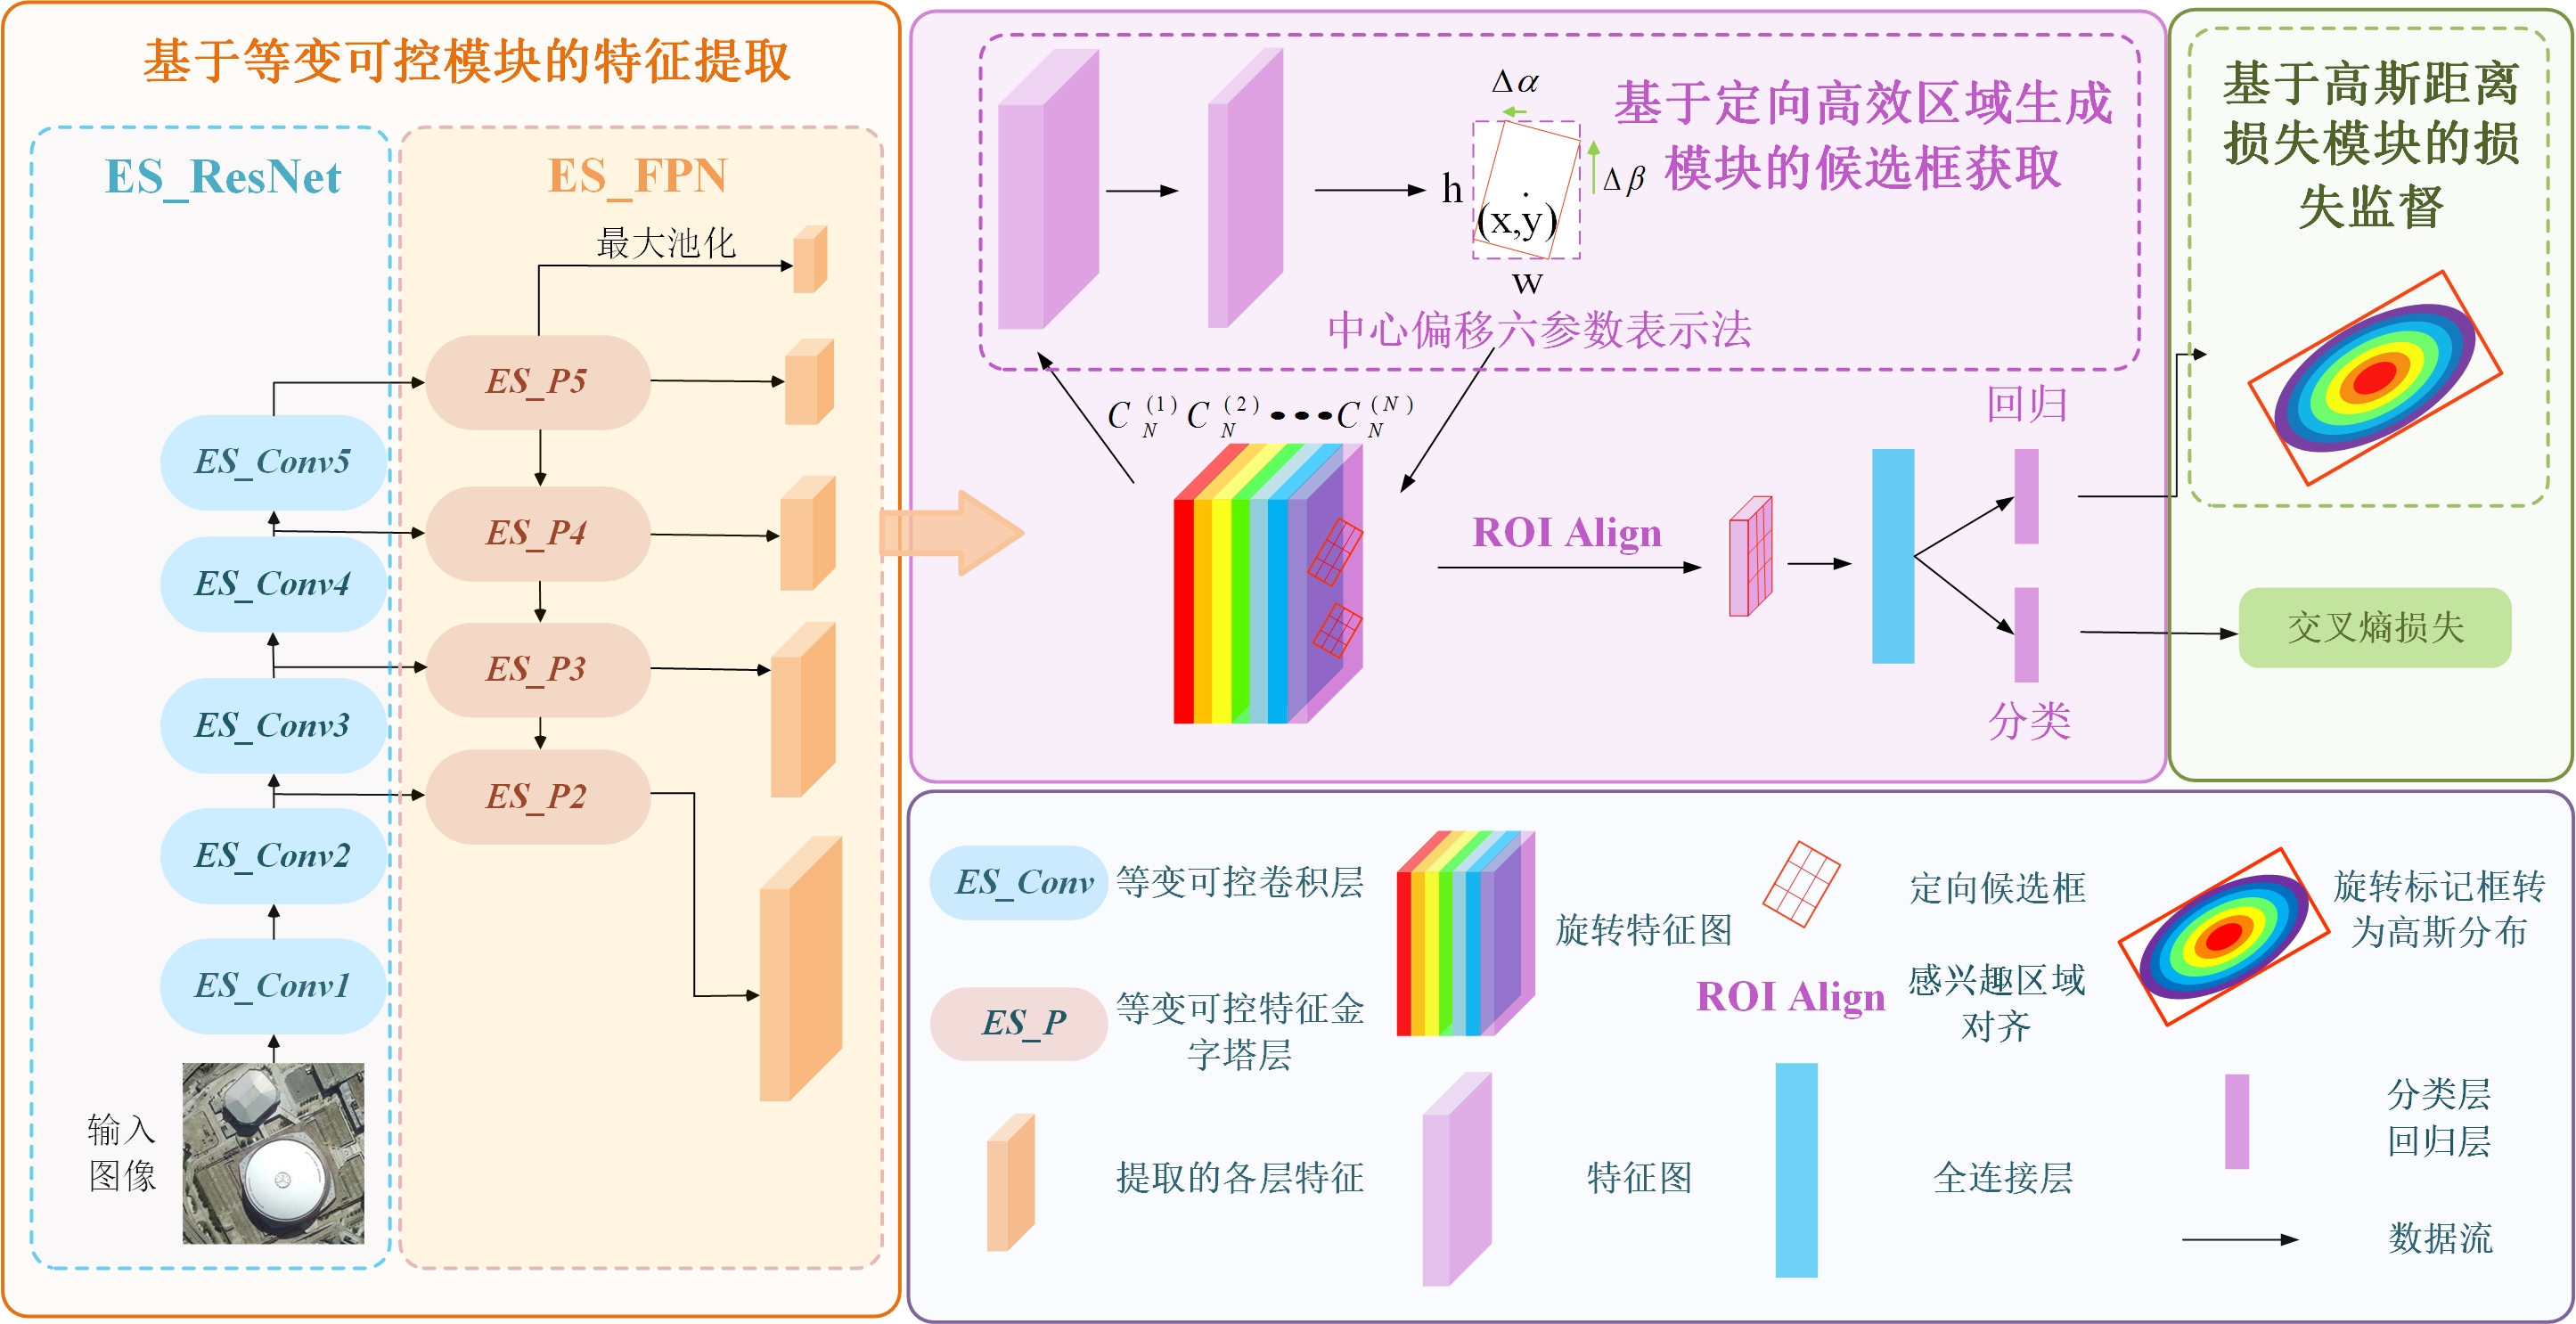 基于等变可控模块的特征提取
ES_ResNet
ES_FPN
最大池化
ES_P5
ES_P4
ES_P3
ES_P2
ES_Conv5
ES_Conv4
ES_Conv3
ES_Conv2
ES_Conv1
输入
图像
基于定向高效区域生成
模块的候选框获取
Δα
Δβ
h
(x,y)
w
中心偏移六参数表示法
C_N^(1) C_N^(2) ••• C_N^(N)
ROI Align
回归
分类
基于高斯距离
损失模块的损
失监督
交叉熵损失
ES_Conv
等变可控卷积层
旋转特征图
定向候选框
旋转标记框转
为高斯分布
ES_P
等变可控特征金
字塔层
ROI Align
感兴趣区域
对齐
提取的各层特征
特征图
全连接层
分类层
回归层
数据流